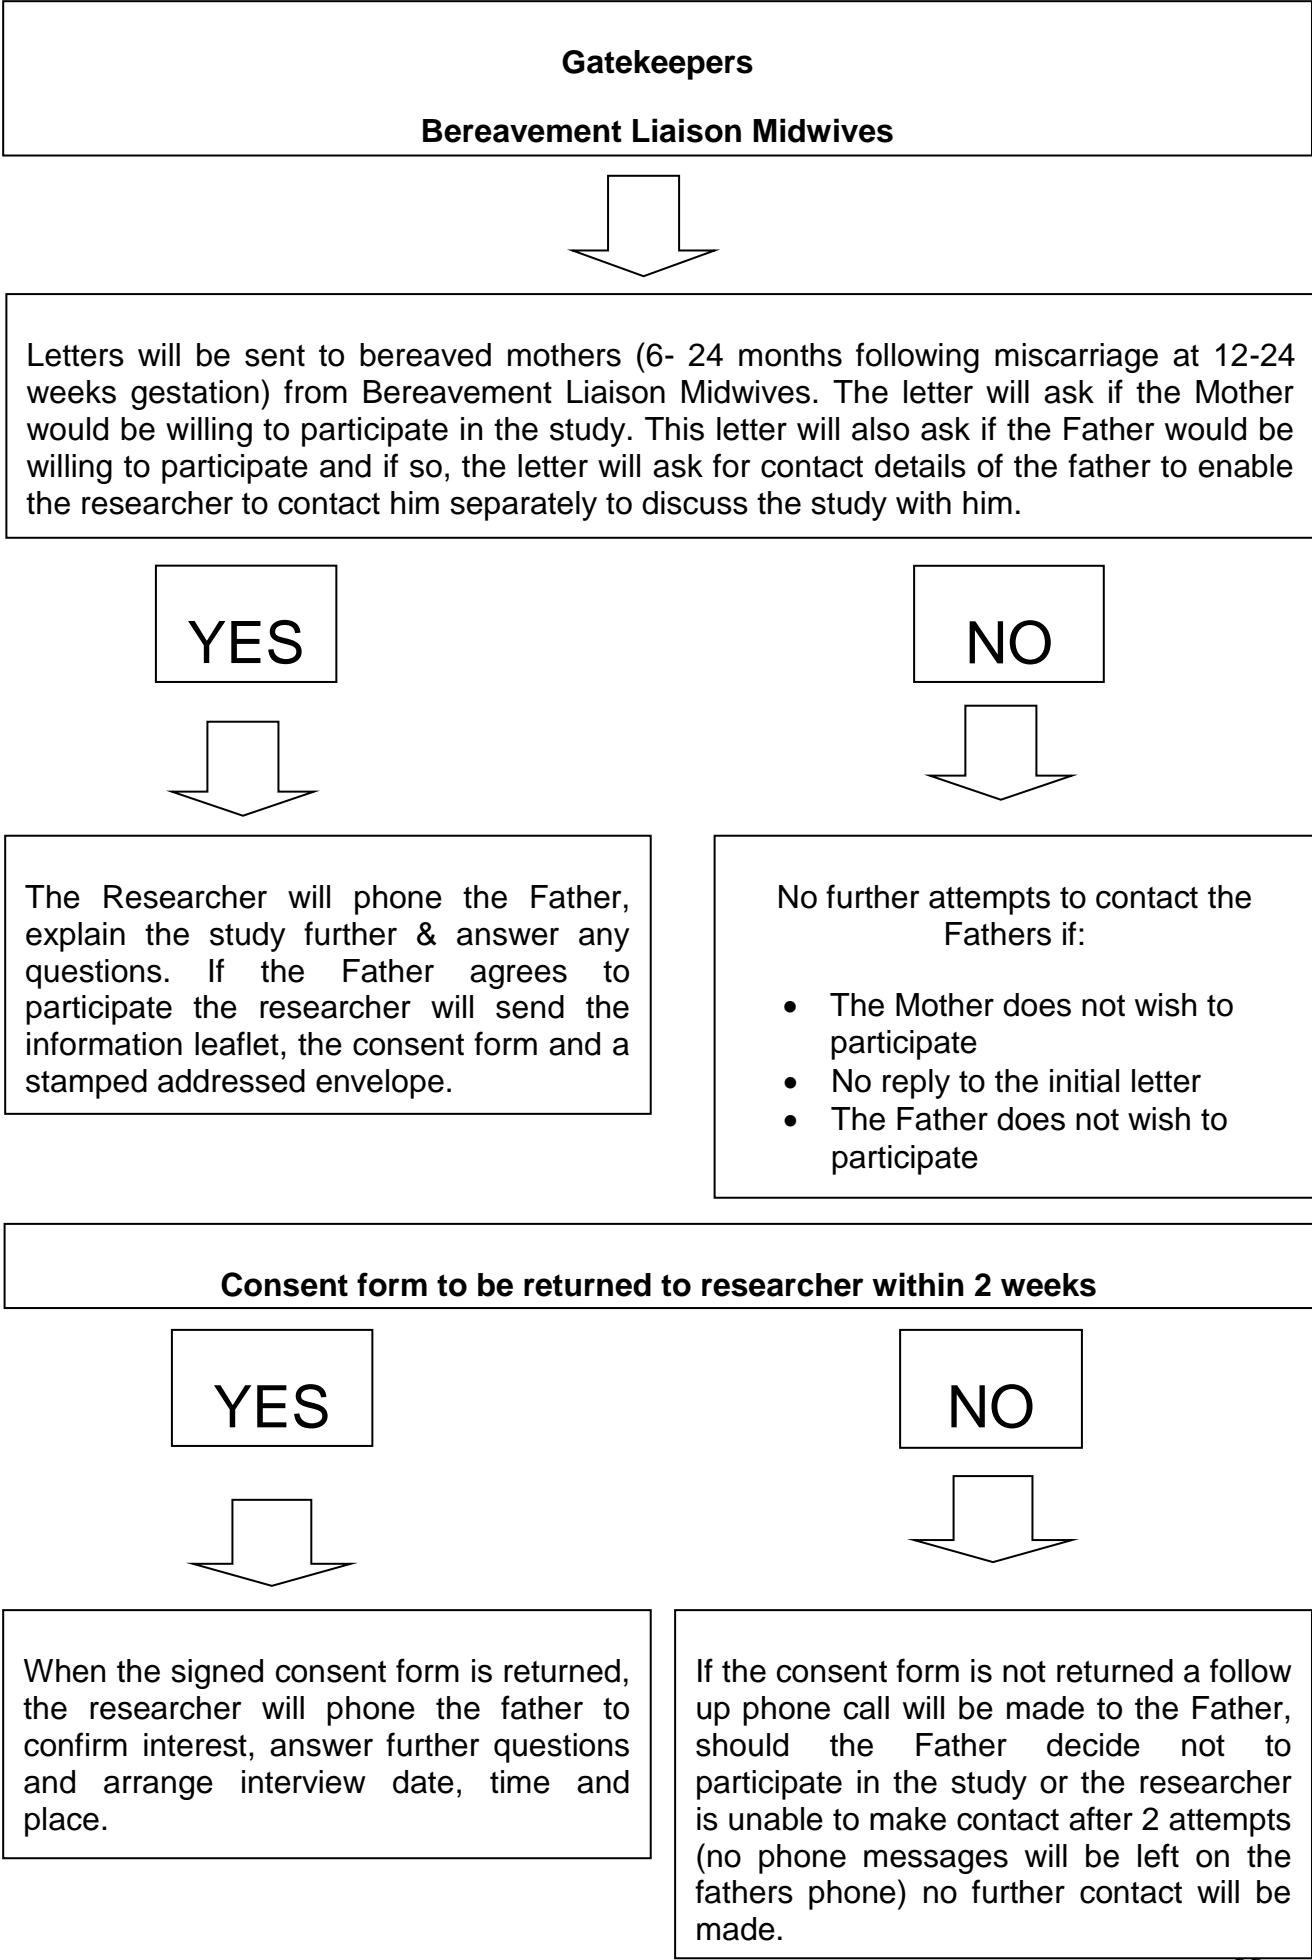 Gatekeepers
Bereavement Liaison Midwives
Letters will be sent to bereaved mothers (6- 24 months following miscarriage at 12-24
weeks gestation) from Bereavement Liaison Midwives. The letter will ask if the Mother
would be willing to participate in the study. This letter will also ask if the Father would be
willing to participate and if so, the letter will ask for contact details of the father to enable
the researcher to contact him separately to discuss the study with him.
YES
NO
The Researcher will phone the Father,
explain the study further & answer any
questions. If the Father agrees to
participate the researcher will send the
information leaflet, the consent form and a
stamped addressed envelope.
No further attempts to contact the
Fathers if:
• The Mother does not wish to
participate
• No reply to the initial letter
• The Father does not wish to
participate
Consent form to be returned to researcher within 2 weeks
YES
NO
When the signed consent form is returned,
the researcher will phone the father to
confirm interest, answer further questions
and arrange interview date, time and
place.
If the consent form is not returned a follow
up phone call will be made to the Father,
should the Father decide not to
participate in the study or the researcher
is unable to make contact after 2 attempts
(no phone messages will be left on the
fathers phone) no further contact will be
made.